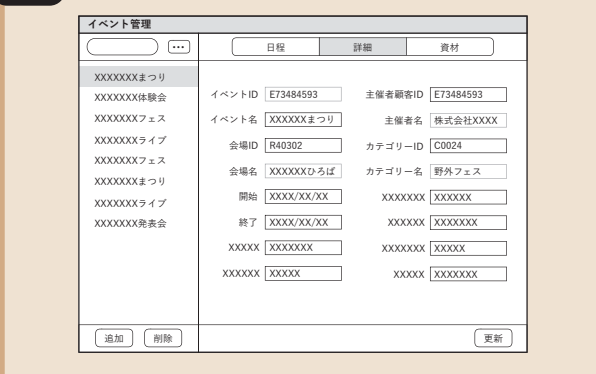 イベント管理
...
日程 詳細 資材
XXXXXXXまつり
XXXXXXX体験会
XXXXXXXフェス
XXXXXXXライブ
XXXXXXXフェス
XXXXXXXまつり
XXXXXXXライブ
XXXXXXX発表会
イベントID E73484593 主催者顧客ID E73484593
イベント名 XXXXXXまつり 主催者名 株式会社XXXX
会場ID R40302 カテゴリーID C0024
会場名 XXXXXXひろば カテゴリー名 野外フェス
開始 XXXX/XX/XX XXXXXXX XXXXXX
終了 XXXX/XX/XX XXXXXX XXXXXXX
XXXXX XXXXXXX XXXXXXX XXXXX
XXXXXX XXXXX XXXXX XXXXXXX
追加 削除 更新